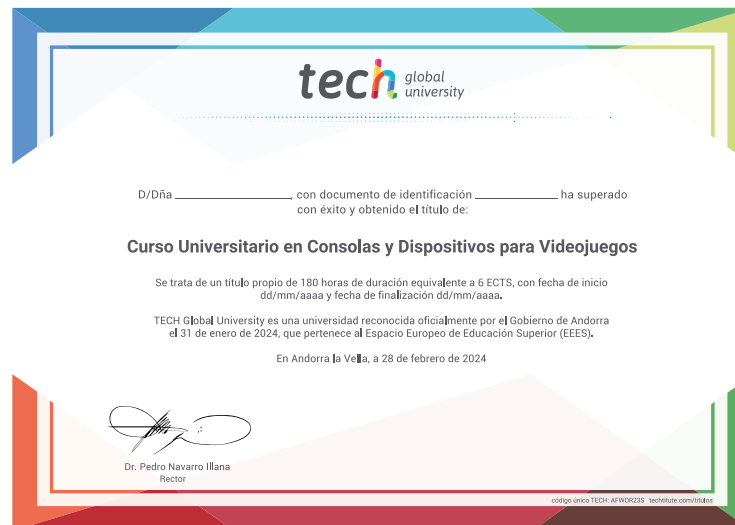 tech global university
D/Dña ______________________, con documento de identificación _______________ ha superado
con éxito y obtenido el título de:
Curso Universitario en Consolas y Dispositivos para Videojuegos
Se trata de un título propio de 180 horas de duración equivalente a 6 ECTS, con fecha de inicio
dd/mm/aaaa y fecha de finalización dd/mm/aaaa.
TECH Global University es una universidad reconocida oficialmente por el Gobierno de Andorra
el 31 de enero de 2024, que pertenece al Espacio Europeo de Educación Superior (EEES).
En Andorra la Vella, a 28 de febrero de 2024
Dr. Pedro Navarro Illana
Rector
código único TECH: AFWOR23S techtitute.com/titulos